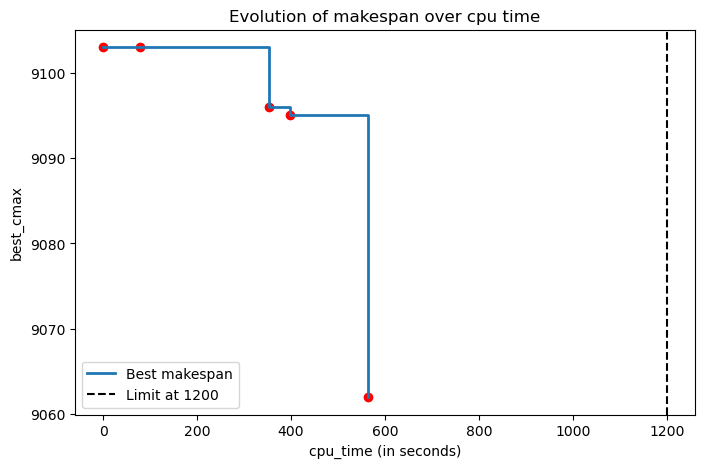 Evolution of makespan over cpu time
best_cmax
9100
9090
9080
9070
9060
Best makespan
Limit at 1200
0
200
400
600
800
1000
1200
cpu_time (in seconds)